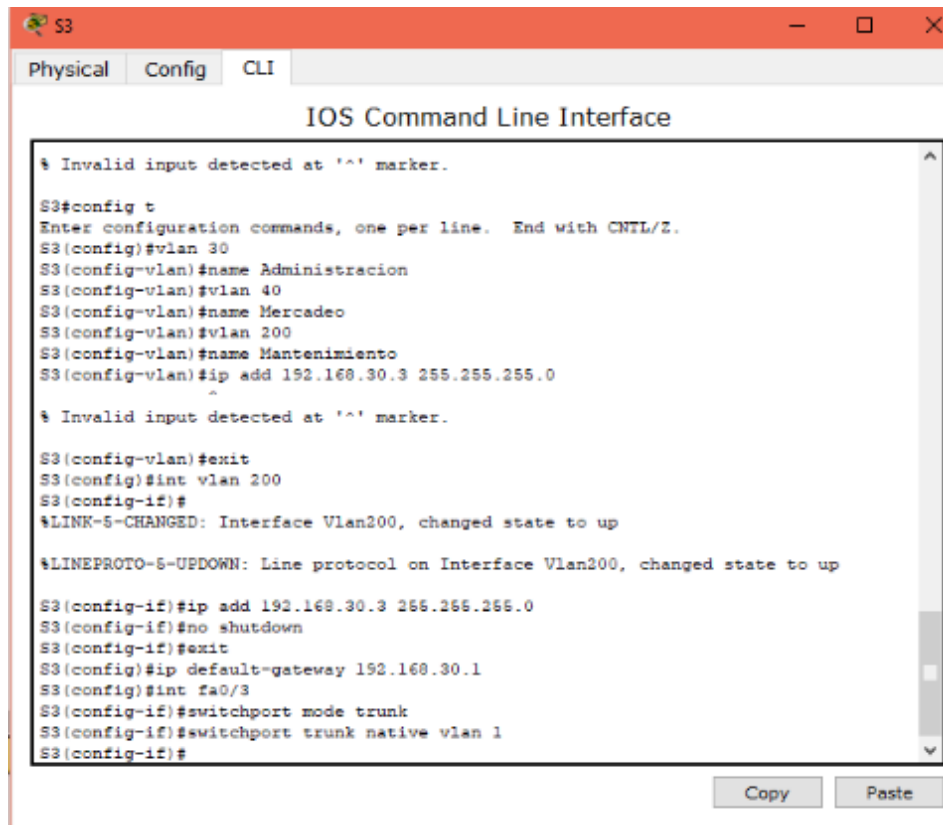 S3
Physical Config CLI
IOS Command Line Interface
% Invalid input detected at '^' marker.
S3#config t
Enter configuration commands, one per line. End with CNTL/Z.
S3(config)#vlan 30
S3(config-vlan)#name Administracion
S3(config-vlan)#vlan 40
S3(config-vlan)#name Mercadeo
S3(config-vlan)#vlan 200
S3(config-vlan)#name Mantenimiento
S3(config-vlan)#ip add 192.168.30.3 255.255.255.0
^
% Invalid input detected at '^' marker.
S3(config-vlan)#exit
S3(config)#int vlan 200
S3(config-if)#
%LINK-5-CHANGED: Interface Vlan200, changed state to up
%LINEPROTO-5-UPDOWN: Line protocol on Interface Vlan200, changed state to up
S3(config-if)#ip add 192.168.30.3 255.255.255.0
S3(config-if)#no shutdown
S3(config-if)#exit
S3(config)#ip default-gateway 192.168.30.1
S3(config)#int fa0/3
S3(config-if)#switchport mode trunk
S3(config-if)#switchport trunk native vlan 1
S3(config-if)#
Copy Paste